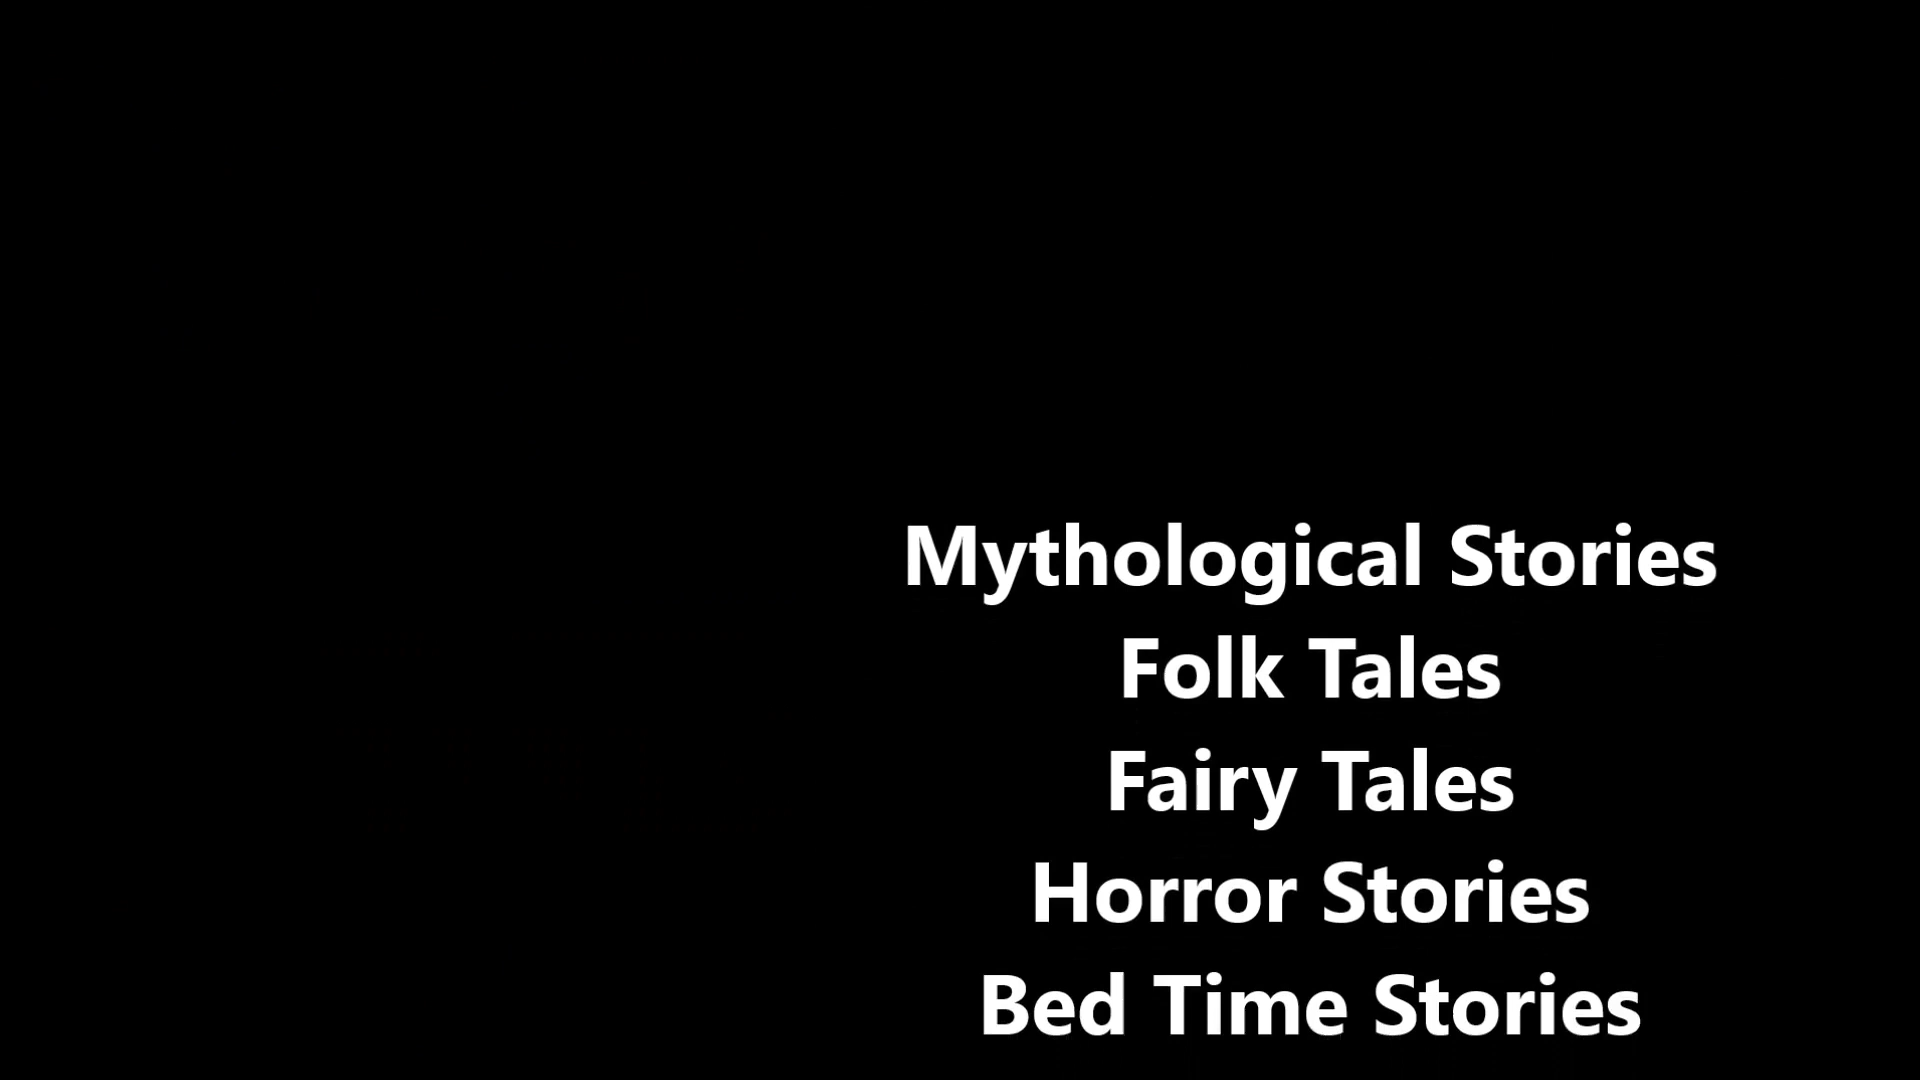 Mythological Stories
Folk Tales
Fairy Tales
Horror Stories
Bed Time Stories